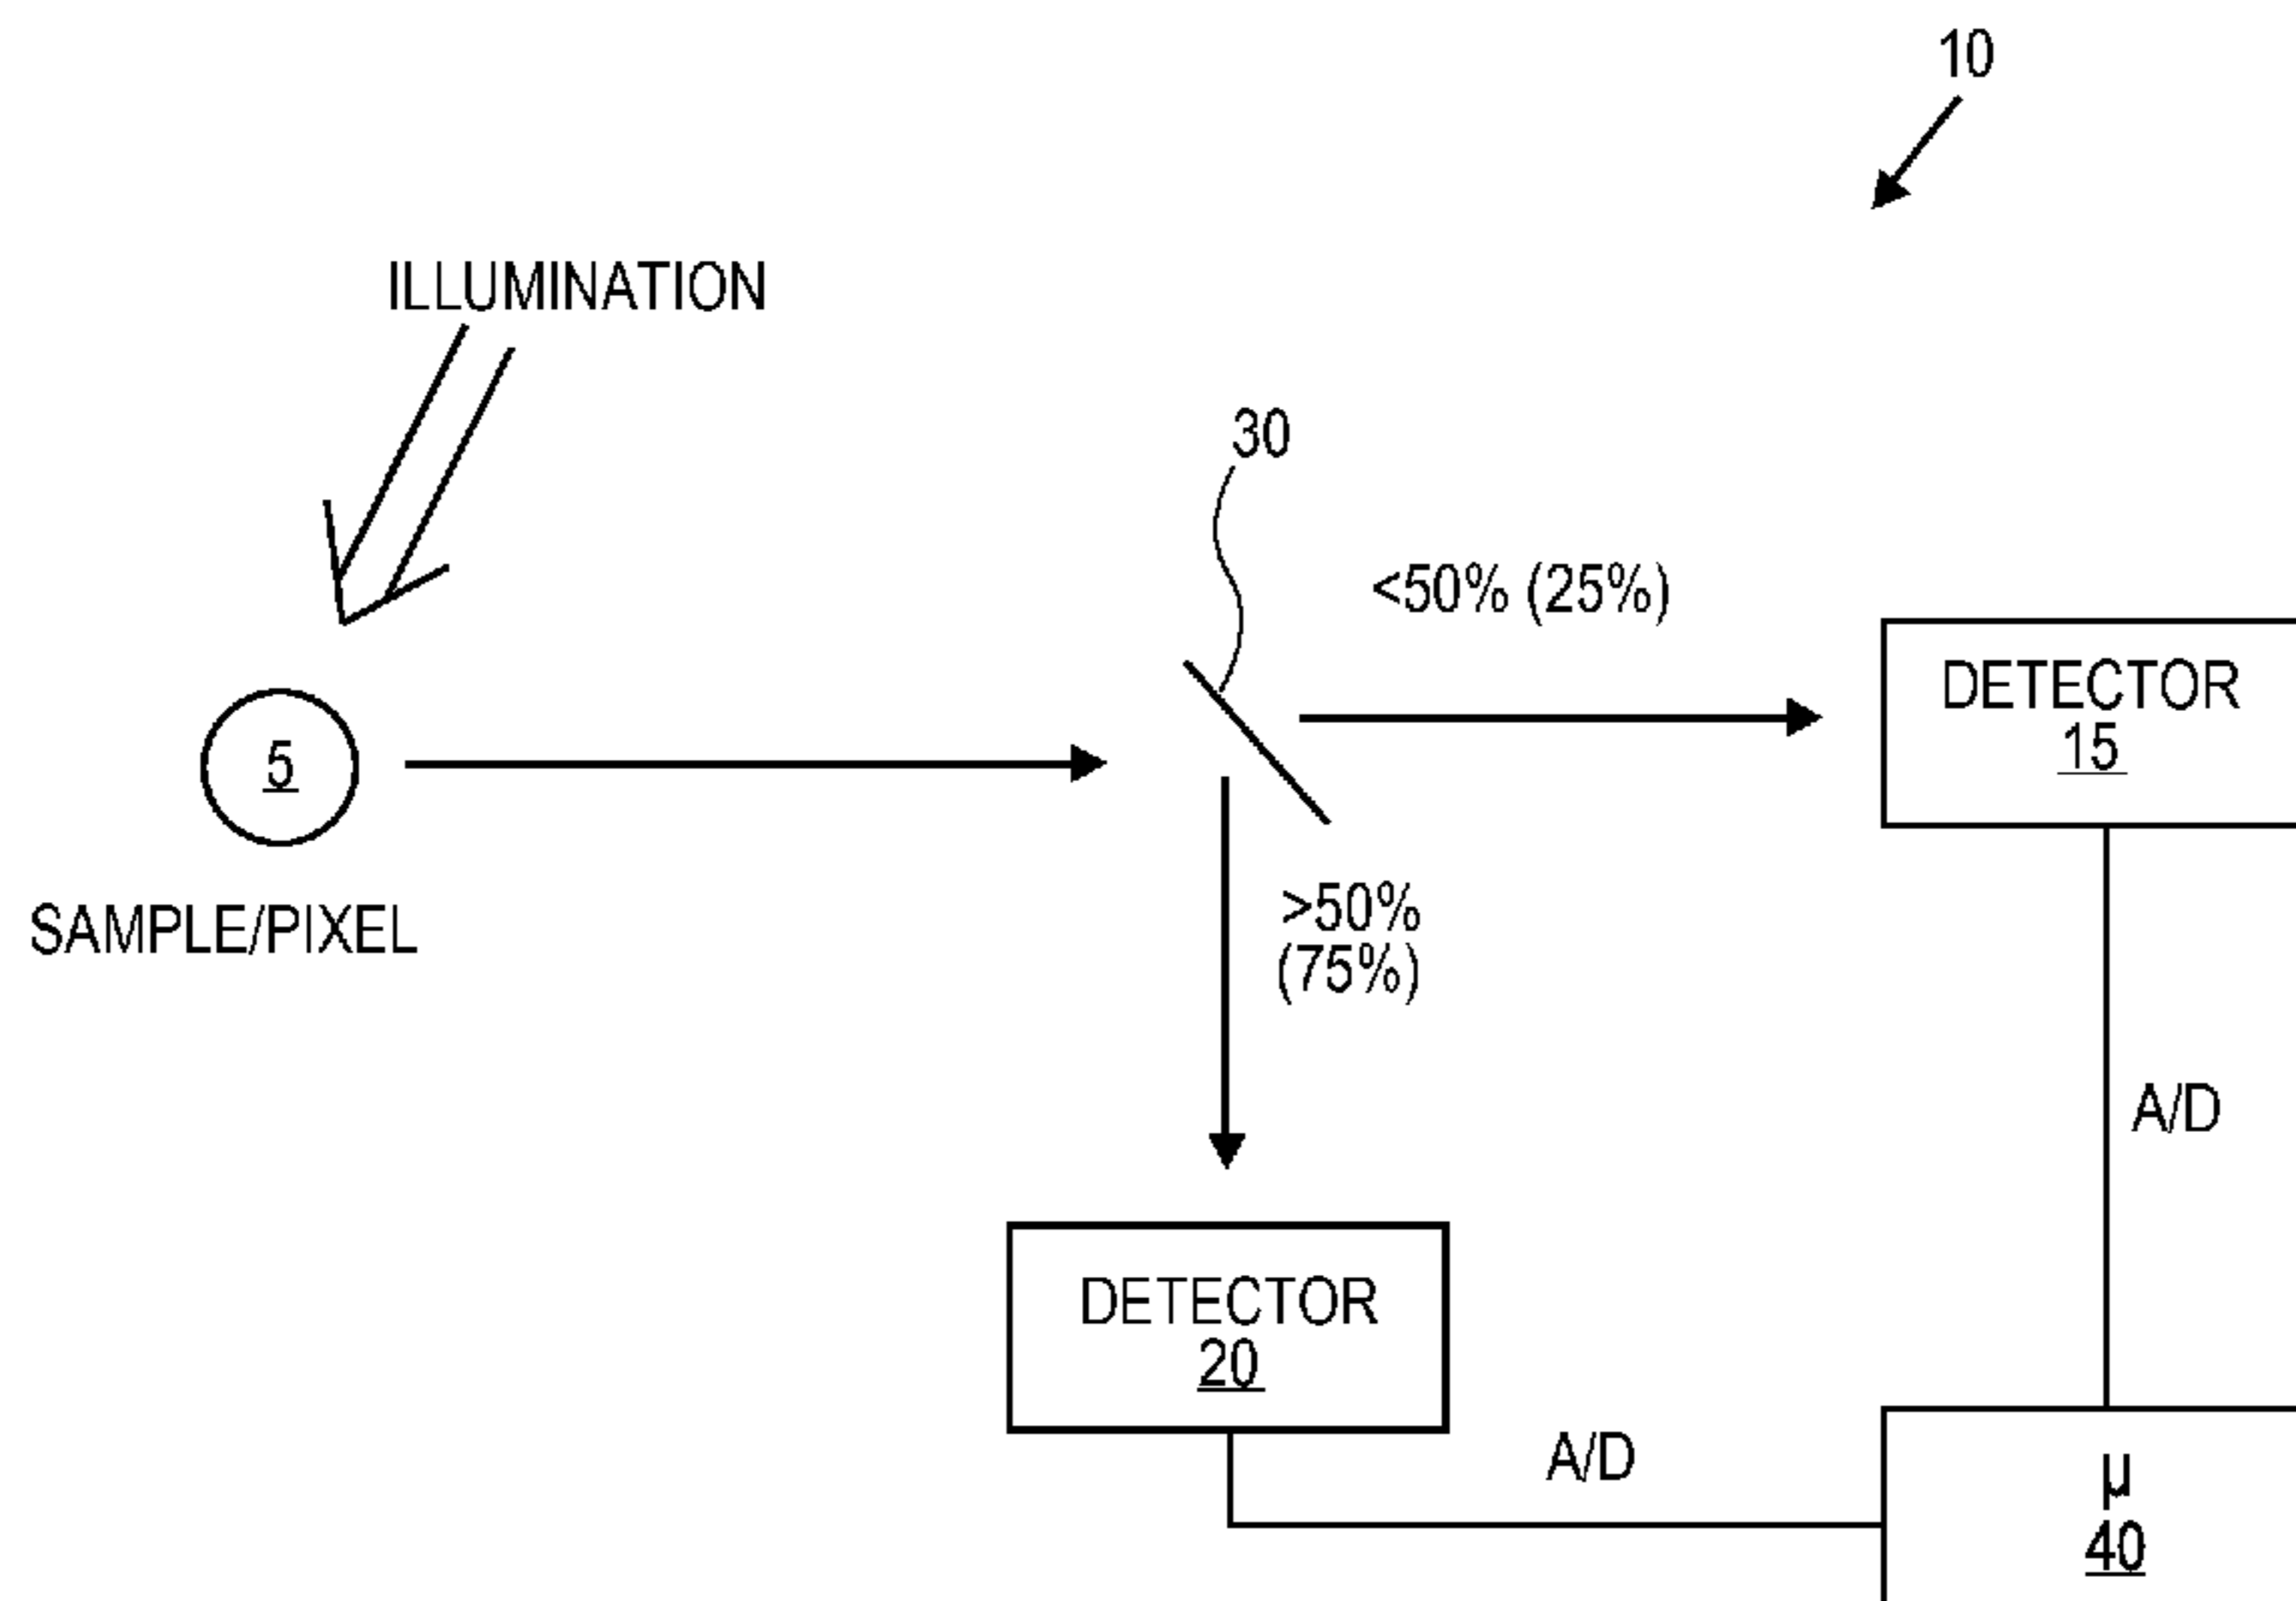 10
ILLUMINATION
30
<50% (25%)
DETECTOR
15
5
SAMPLE/PIXEL
>50%
(75%)
A/D
DETECTOR
20
A/D
µ
40